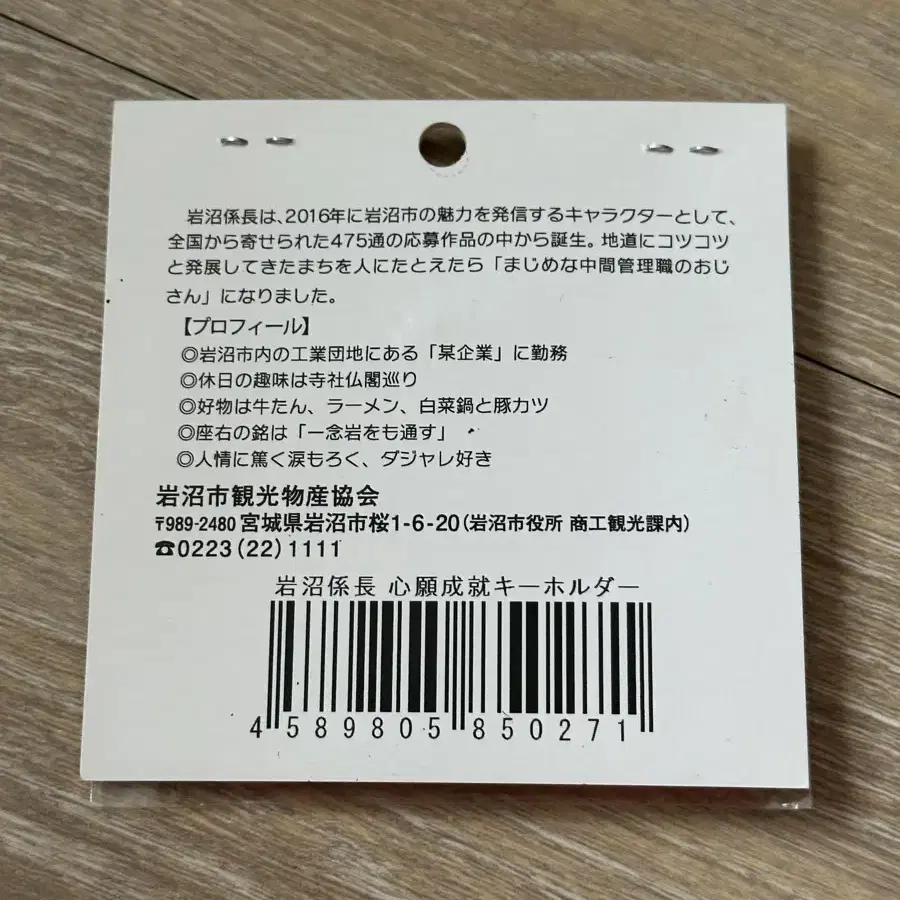 岩沼係長は、2016年に岩沼市の魅力を発信するキャラクターとして、
全国から寄せられた475通の応募作品の中から誕生。地道にコツコツ
と発展してきたまちを人にたとえたら「まじめな中間管理職のおじ
さん」になりました。
【プロフィール】
◎岩沼市内の工業団地にある「某企業」に勤務
◎休日の趣味は寺社仏閣巡り
◎好物は牛たん、ラーメン、白菜鍋と豚カツ
◎座右の銘は「一念岩をも通す」
◎人情に篤く涙もろく、ダジャレ好き
岩沼市観光物産協会
〒989-2480 宮城県岩沼市桜1-6-20(岩沼市役所 商工観光課内)
☎0223(22)1111
岩沼係長 心願成就キーホルダー
4589805850271